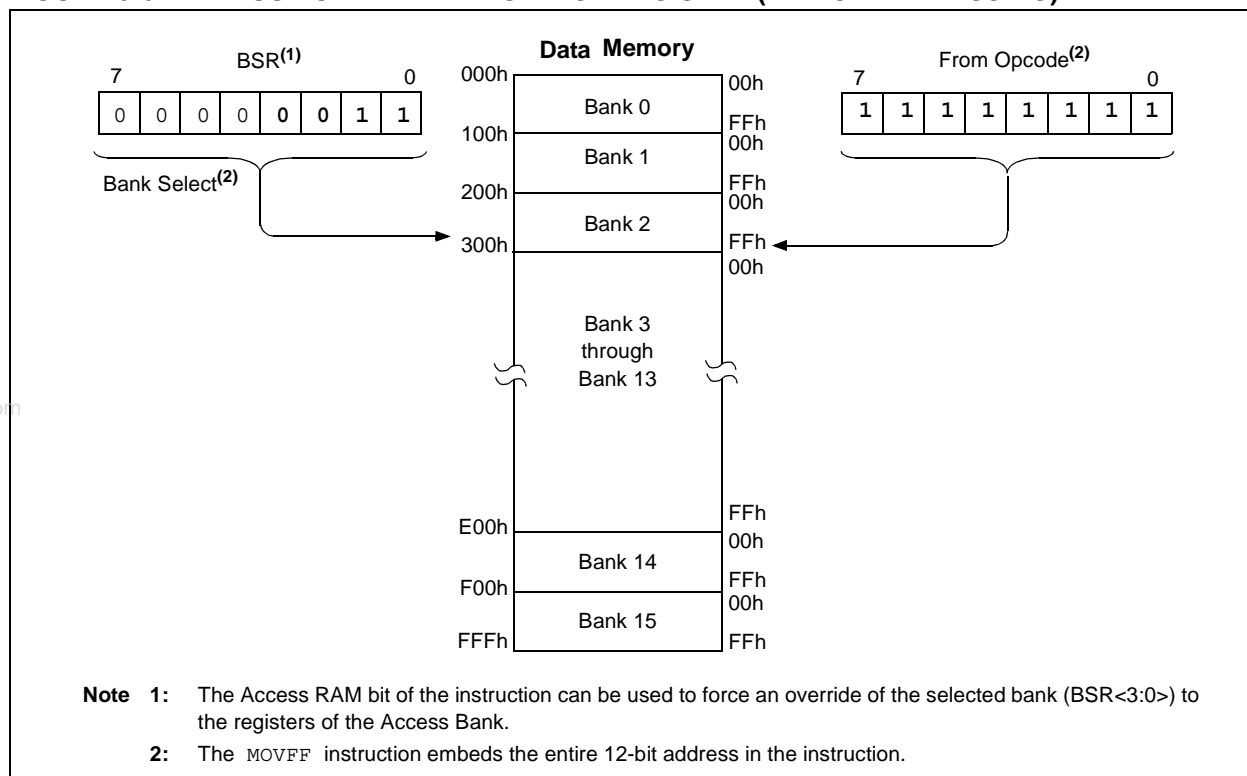 BSR(1)
7 0
0 0 0 0 0 0 1 1
Bank Select(2)
Data Memory
From Opcode(2)
7 0
1 1 1 1 1 1 1 1
000h
00h
Bank 0
FFh
100h
00h
Bank 1
FFh
200h
00h
Bank 2
FFh
300h
00h
Bank 3
through
Bank 13
FFh
E00h
00h
Bank 14
FFh
F00h
00h
Bank 15
FFFh
FFh
Note 1: The Access RAM bit of the instruction can be used to force an override of the selected bank (BSR<3:0>) to
the registers of the Access Bank.
2: The MOVFF instruction embeds the entire 12-bit address in the instruction.